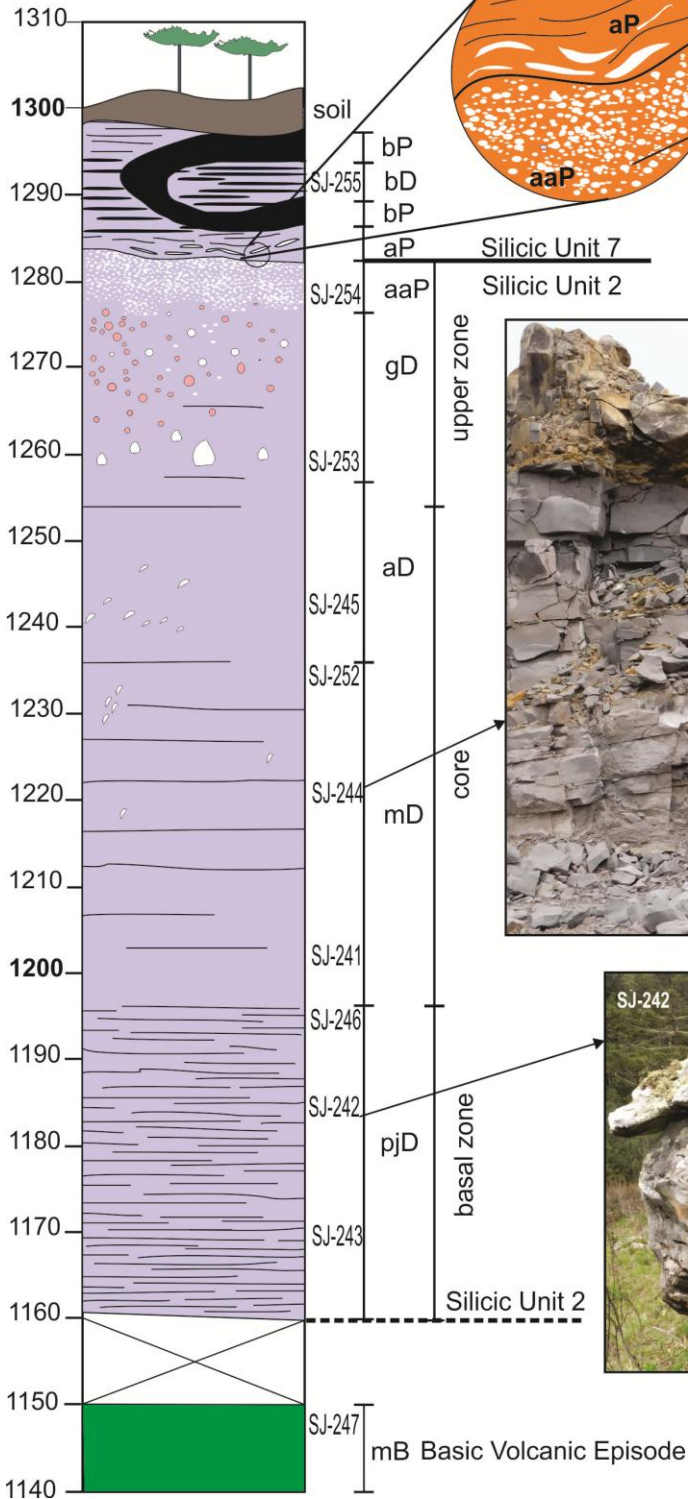 1310
aP
aaP
1300
soil
bP
SJ-255
bD
1290
bP
aP
Silicic Unit 7
1280
SJ-254
aaP
Silicic Unit 2
gD
upper zone
1270
1260
SJ-253
1250
aD
1240
SJ-245
SJ-252
1230
1220
SJ-244
mD
core
1210
1200
SJ-241
SJ-242
SJ-246
1190
SJ-242
1180
pjD
basal zone
1170
SJ-243
1160
Silicic Unit 2
1150
SJ-247
mB Basic Volcanic Episode
1140